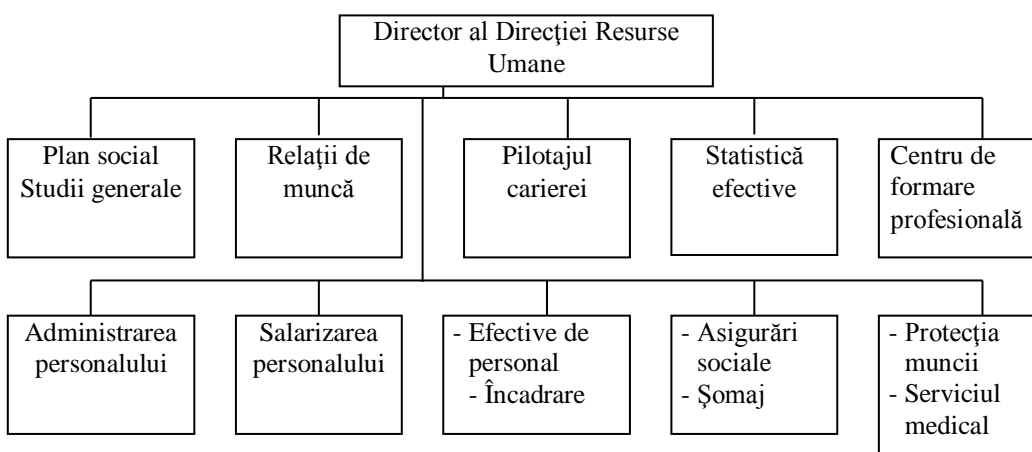 Director al Direcţiei Resurse
Umane
Plan social
Studii generale
Relaţii de
muncă
Pilotajul
carierei
Statistică
efective
Centru de
formare
profesională
Administrarea
personalului
Salarizarea
personalului
- Efective de
personal
- Încadrare
- Asigurări
sociale
- Şomaj
- Protecţia
muncii
- Serviciul
medical